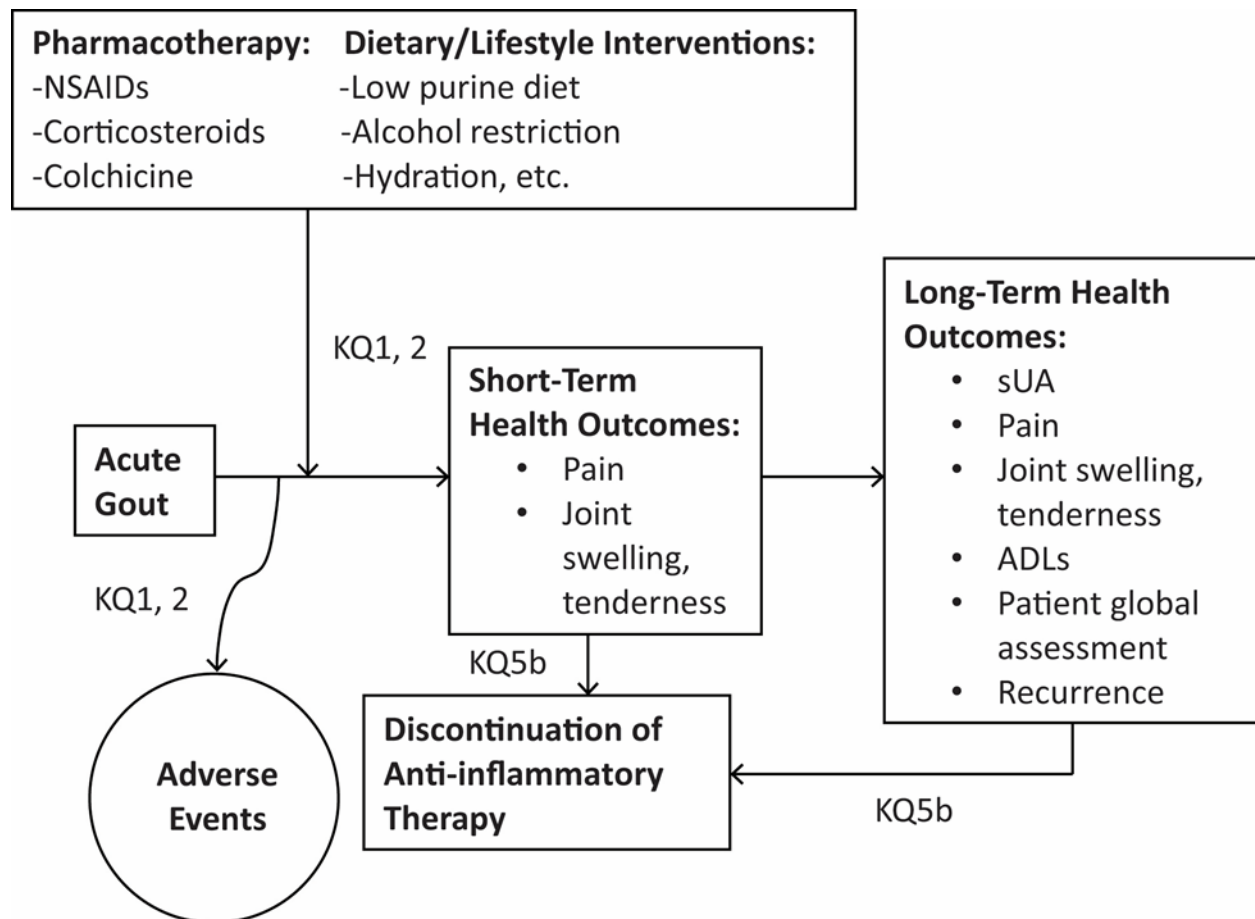 Pharmacotherapy: Dietary/Lifestyle Interventions:
-NSAIDs -Low purine diet
-Corticosteroids -Alcohol restriction
-Colchicine -Hydration, etc.
KQ1, 2
Acute
Gout
KQ1, 2
Adverse
Events
Short-Term
Health Outcomes:
• Pain
• Joint
swelling,
tenderness
KQ5b
Discontinuation of
Anti-inflammatory
Therapy
Long-Term Health
Outcomes:
• sUA
• Pain
• Joint swelling,
tenderness
• ADLs
• Patient global
assessment
• Recurrence
KQ5b